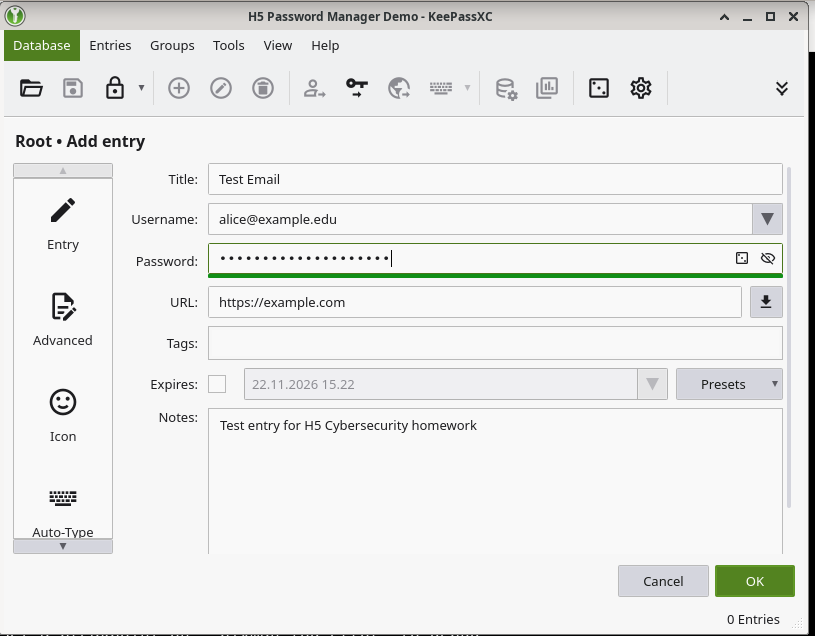 H5 Password Manager Demo - KeePassXC
Database Entries Groups Tools View Help
Root • Add entry
Entry
Advanced
Icon
Auto-Type
Title: Test Email
Username: alice@example.edu
Password: ••••••••••••••••••••
URL: https://example.com
Tags:
Expires: 22.11.2026 15.22 Presets
Notes: Test entry for H5 Cybersecurity homework
Cancel OK
0 Entries